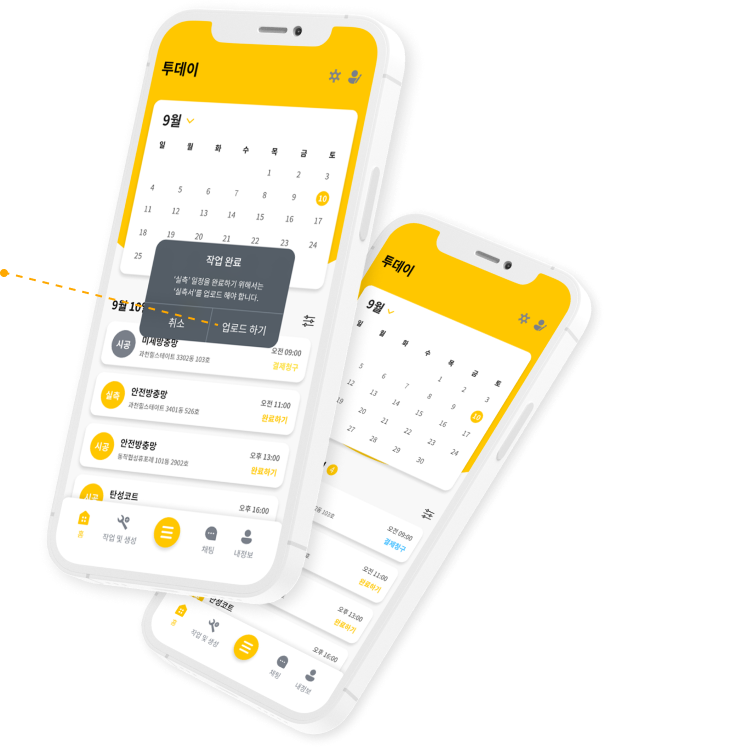 투데이
9월
일 월 화 수 목 금 토
1 2 3
4 5 6 7 8 9 10
11 12 13 14 15 16 17
18 19 20 21 22 23 24
25
작업 완료
'실측' 일정을 완료하기 위해서는
'실측서'를 업로드 해야 합니다.
취소 업로드 하기
9월 10일
시공 미세방충망 오전 09:00
과천힐스테이트 3302동 103호 결제청구
실측 안전방충망 오전 11:00
과천힐스테이트 3401동 526호 완료하기
시공 안전방충망 오후 13:00
동작협성휴포레 101동 2902호 완료하기
시공 탄성코트 오후 16:00
홈 작업 및 생성 채팅 내정보
투데이
9월
일 월 화 수 목 금 토
1 2 3
5 6 7 8 9 10
12 13 14 15 16 17
19 20 21 22 23 24
27 28 29 30
4
동 103호
오전 09:00
결제청구
오전 11:00
완료하기
오후 13:00
완료하기
탄성코트
오후 16:00
홈 작업 및 생성 채팅 내정보